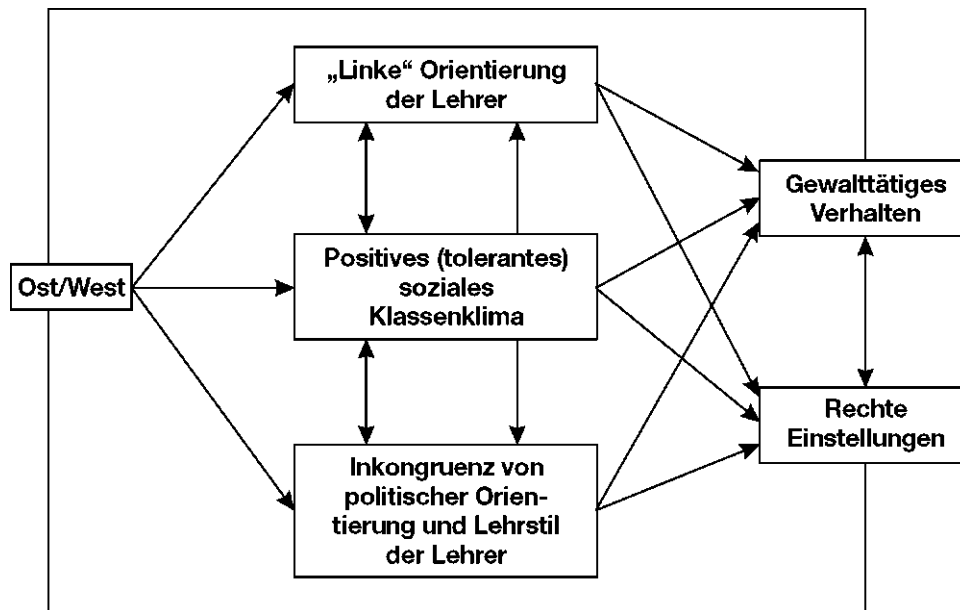 „Linke“ Orientierung
der Lehrer
Gewalttätiges
Verhalten
Positives (tolerantes)
soziales
Klassenklima
Ost/West
Rechte
Einstellungen
Inkongruenz von
politischer Orien-
tierung und Lehrstil
der Lehrer